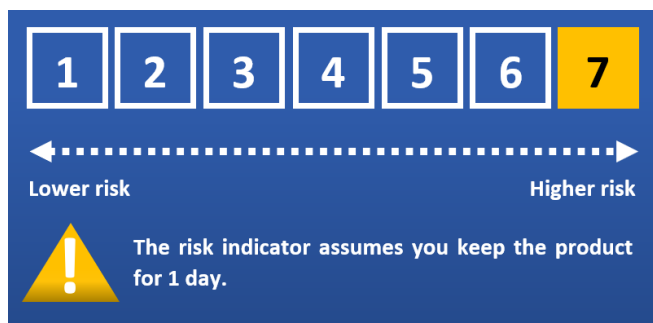 1 2 3 4 5 6 7
Lower risk Higher risk
! The risk indicator assumes you keep the product
for 1 day.